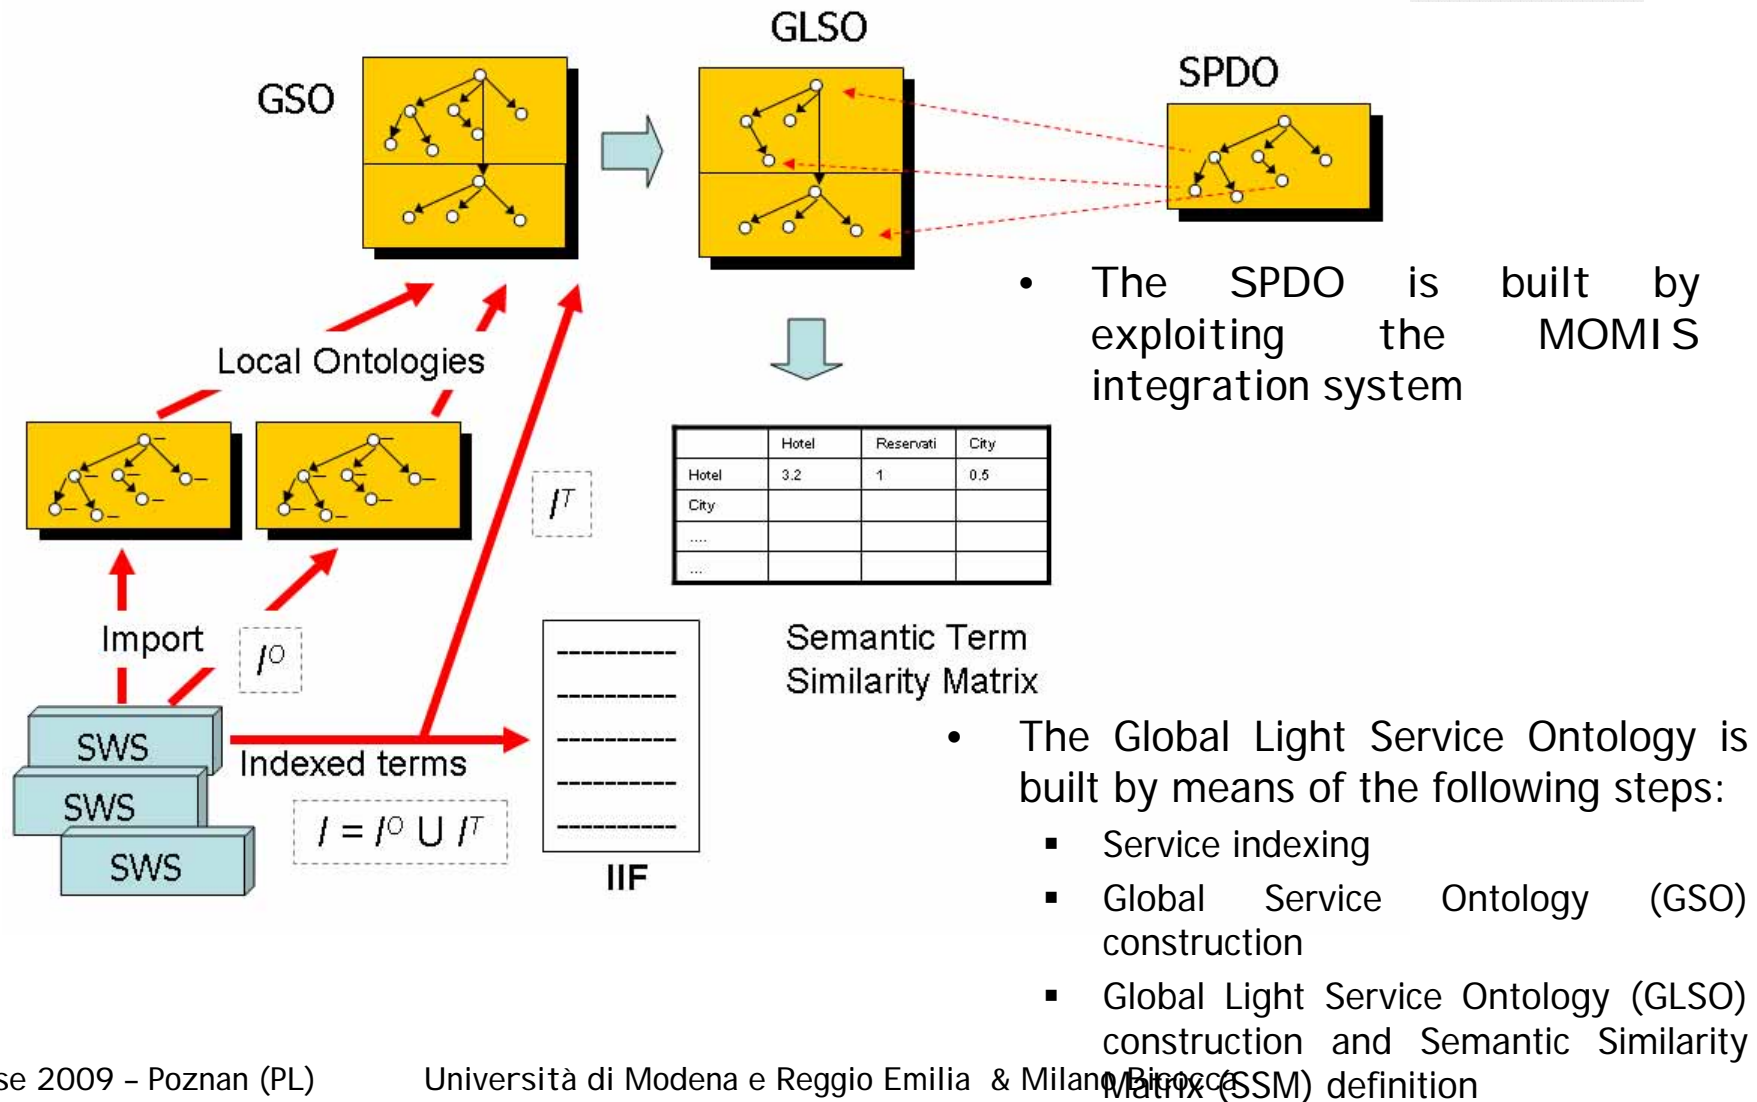 GLSO
GSO
SPDO
• The SPDO is built by
exploiting the MOMIS
integration system
Local Ontologies
Hotel Reservati City
Hotel 3.2 1 0.5
City
....
...
I^T
Import
I^O
Semantic Term
Similarity Matrix
SWS
SWS
SWS
Indexed terms
I = I^O U I^T
----------
----------
----------
----------
----------
IIF
• The Global Light Service Ontology is
built by means of the following steps:
▪ Service indexing
▪ Global Service Ontology (GSO)
construction
▪ Global Light Service Ontology (GLSO)
construction and Semantic Similarity
Matrix (SSM) definition
se 2009 – Poznan (PL)
Università di Modena e Reggio Emilia & Milano Bicocca